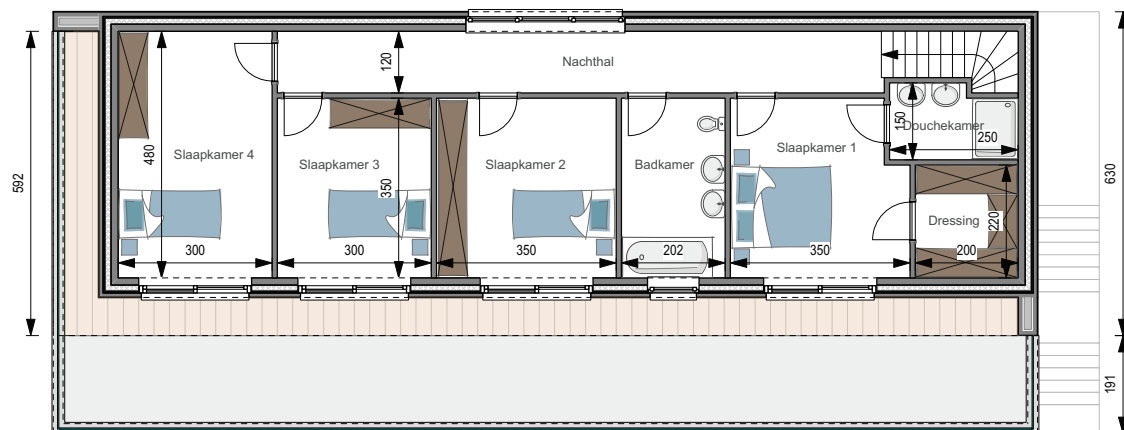 Nachthal
120
Douchekamer
150
250
592
630
480
Slaapkamer 4
Slaapkamer 3
350
Slaapkamer 2
Badkamer
Slaapkamer 1
Dressing
220
300
300
350
202
350
200
191